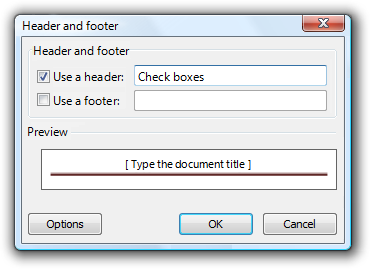 Header and footer
Header and footer
Use a header: Check boxes
Use a footer:
Preview
[ Type the document title ]
Options OK Cancel